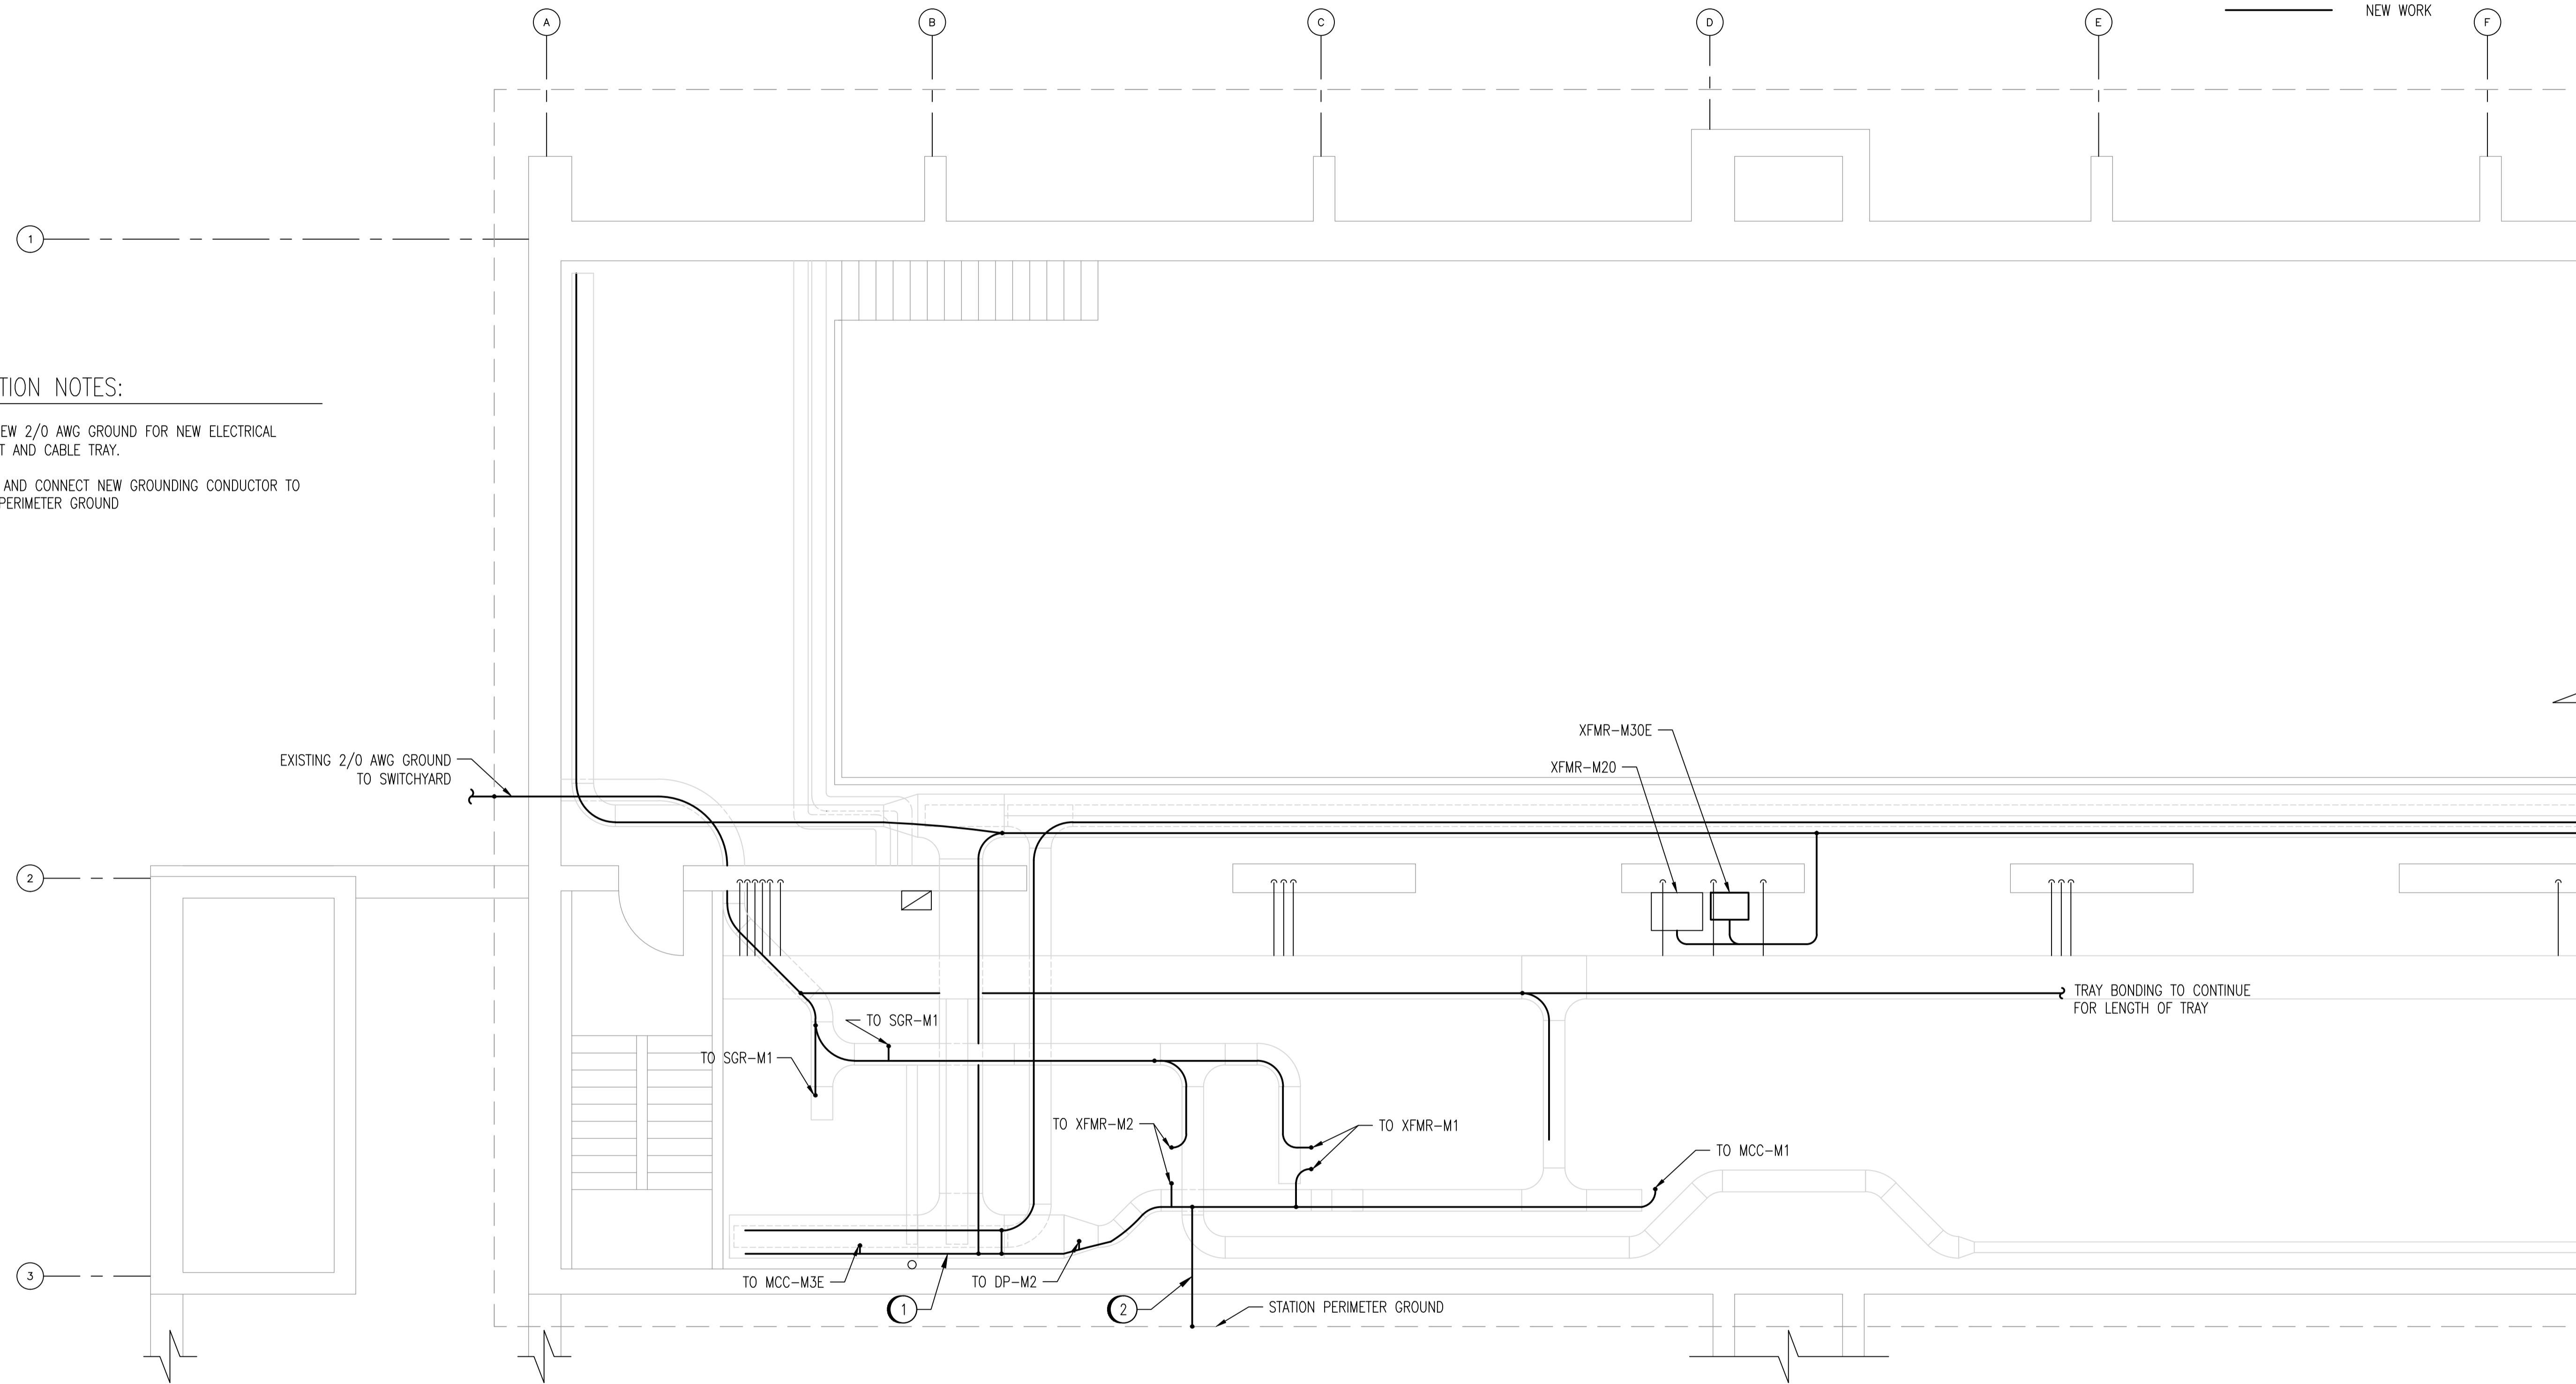 NEW WORK
A
B
C
D
E
F
1
TION NOTES:
EW 2/0 AWG GROUND FOR NEW ELECTRICAL
T AND CABLE TRAY.
AND CONNECT NEW GROUNDING CONDUCTOR TO
PERIMETER GROUND
XFMR-M30E
XFMR-M20
EXISTING 2/0 AWG GROUND
TO SWITCHYARD
2
TRAY BONDING TO CONTINUE
FOR LENGTH OF TRAY
TO SGR-M1
TO SGR-M1
TO XFMR-M2
TO XFMR-M1
TO MCC-M1
3
TO MCC-M3E
TO DP-M2
1
2
STATION PERIMETER GROUND